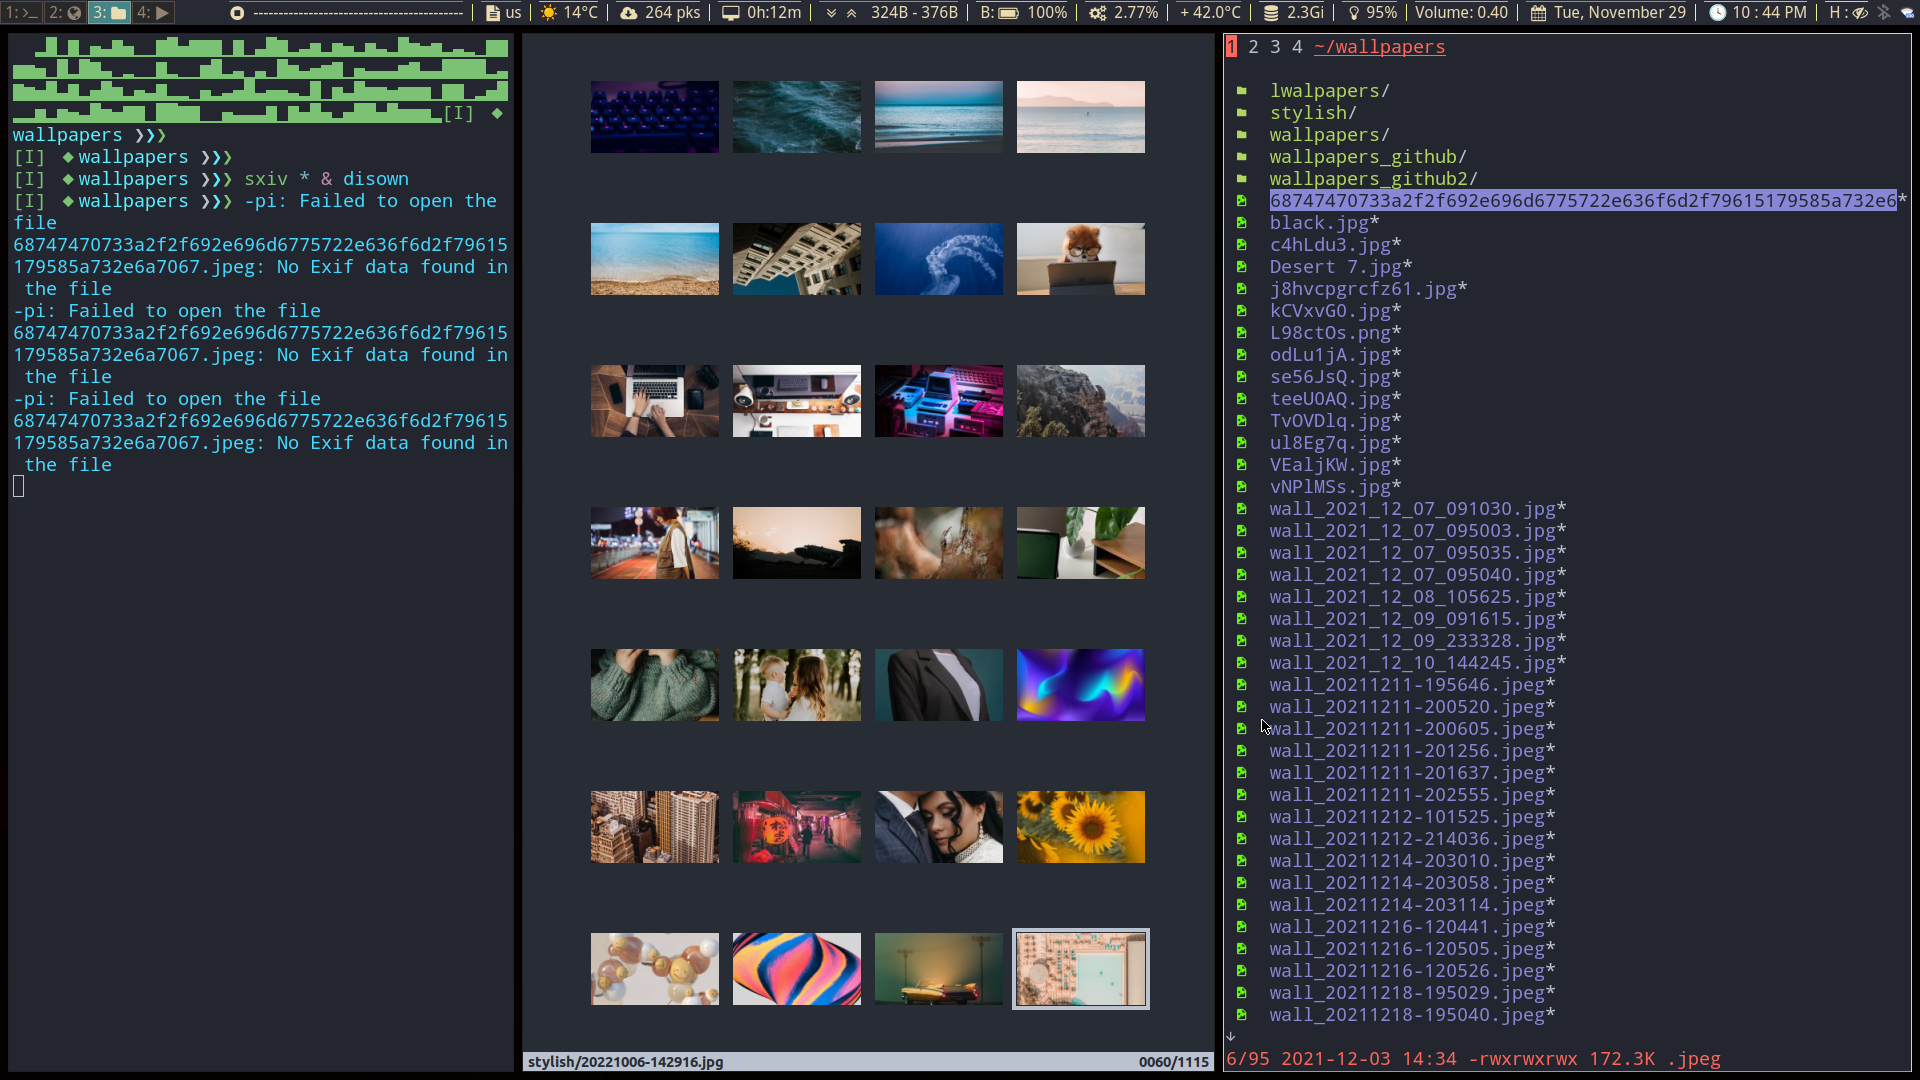 1: >_ 2: 3: 4: us 14°C 264 pks 0h:12m 324B - 376B B: 100% 2.77% + 42.0°C 2.3Gi 95% Volume: 0.40 Tue, November 29 10 : 44 PM H :
[I] ◆
wallpapers ❯❯❯
[I] ◆ wallpapers ❯❯❯
[I] ◆ wallpapers ❯❯❯ sxiv * & disown
[I] ◆ wallpapers ❯❯❯ -pi: Failed to open the
file
68747470733a2f2f692e696d6775722e636f6d2f79615
179585a732e6a7067.jpeg: No Exif data found in
the file
-pi: Failed to open the file
68747470733a2f2f692e696d6775722e636f6d2f79615
179585a732e6a7067.jpeg: No Exif data found in
the file
-pi: Failed to open the file
68747470733a2f2f692e696d6775722e636f6d2f79615
179585a732e6a7067.jpeg: No Exif data found in
the file
stylish/20221006-142916.jpg 0060/1115
1 2 3 4 ~/wallpapers
lwalpapers/
stylish/
wallpapers/
wallpapers_github/
wallpapers_github2/
68747470733a2f2f692e696d6775722e636f6d2f79615179585a732e6*
black.jpg*
c4hLdu3.jpg*
Desert 7.jpg*
j8hvcpgrcfz61.jpg*
kCVxvG0.jpg*
L98ctOs.png*
odLu1jA.jpg*
se56JsQ.jpg*
teeU0AQ.jpg*
TvOVDlq.jpg*
ul8Eg7q.jpg*
VEaljKW.jpg*
vNPlMSs.jpg*
wall_2021_12_07_091030.jpg*
wall_2021_12_07_095003.jpg*
wall_2021_12_07_095035.jpg*
wall_2021_12_07_095040.jpg*
wall_2021_12_08_105625.jpg*
wall_2021_12_09_091615.jpg*
wall_2021_12_09_233328.jpg*
wall_2021_12_10_144245.jpg*
wall_20211211-195646.jpeg*
wall_20211211-200520.jpeg*
wall_20211211-200605.jpeg*
wall_20211211-201256.jpeg*
wall_20211211-201637.jpeg*
wall_20211211-202555.jpeg*
wall_20211212-101525.jpeg*
wall_20211212-214036.jpeg*
wall_20211214-203010.jpeg*
wall_20211214-203058.jpeg*
wall_20211214-203114.jpeg*
wall_20211216-120441.jpeg*
wall_20211216-120505.jpeg*
wall_20211216-120526.jpeg*
wall_20211218-195029.jpeg*
wall_20211218-195040.jpeg*
↓
6/95 2021-12-03 14:34 -rwxrwxrwx 172.3K .jpeg